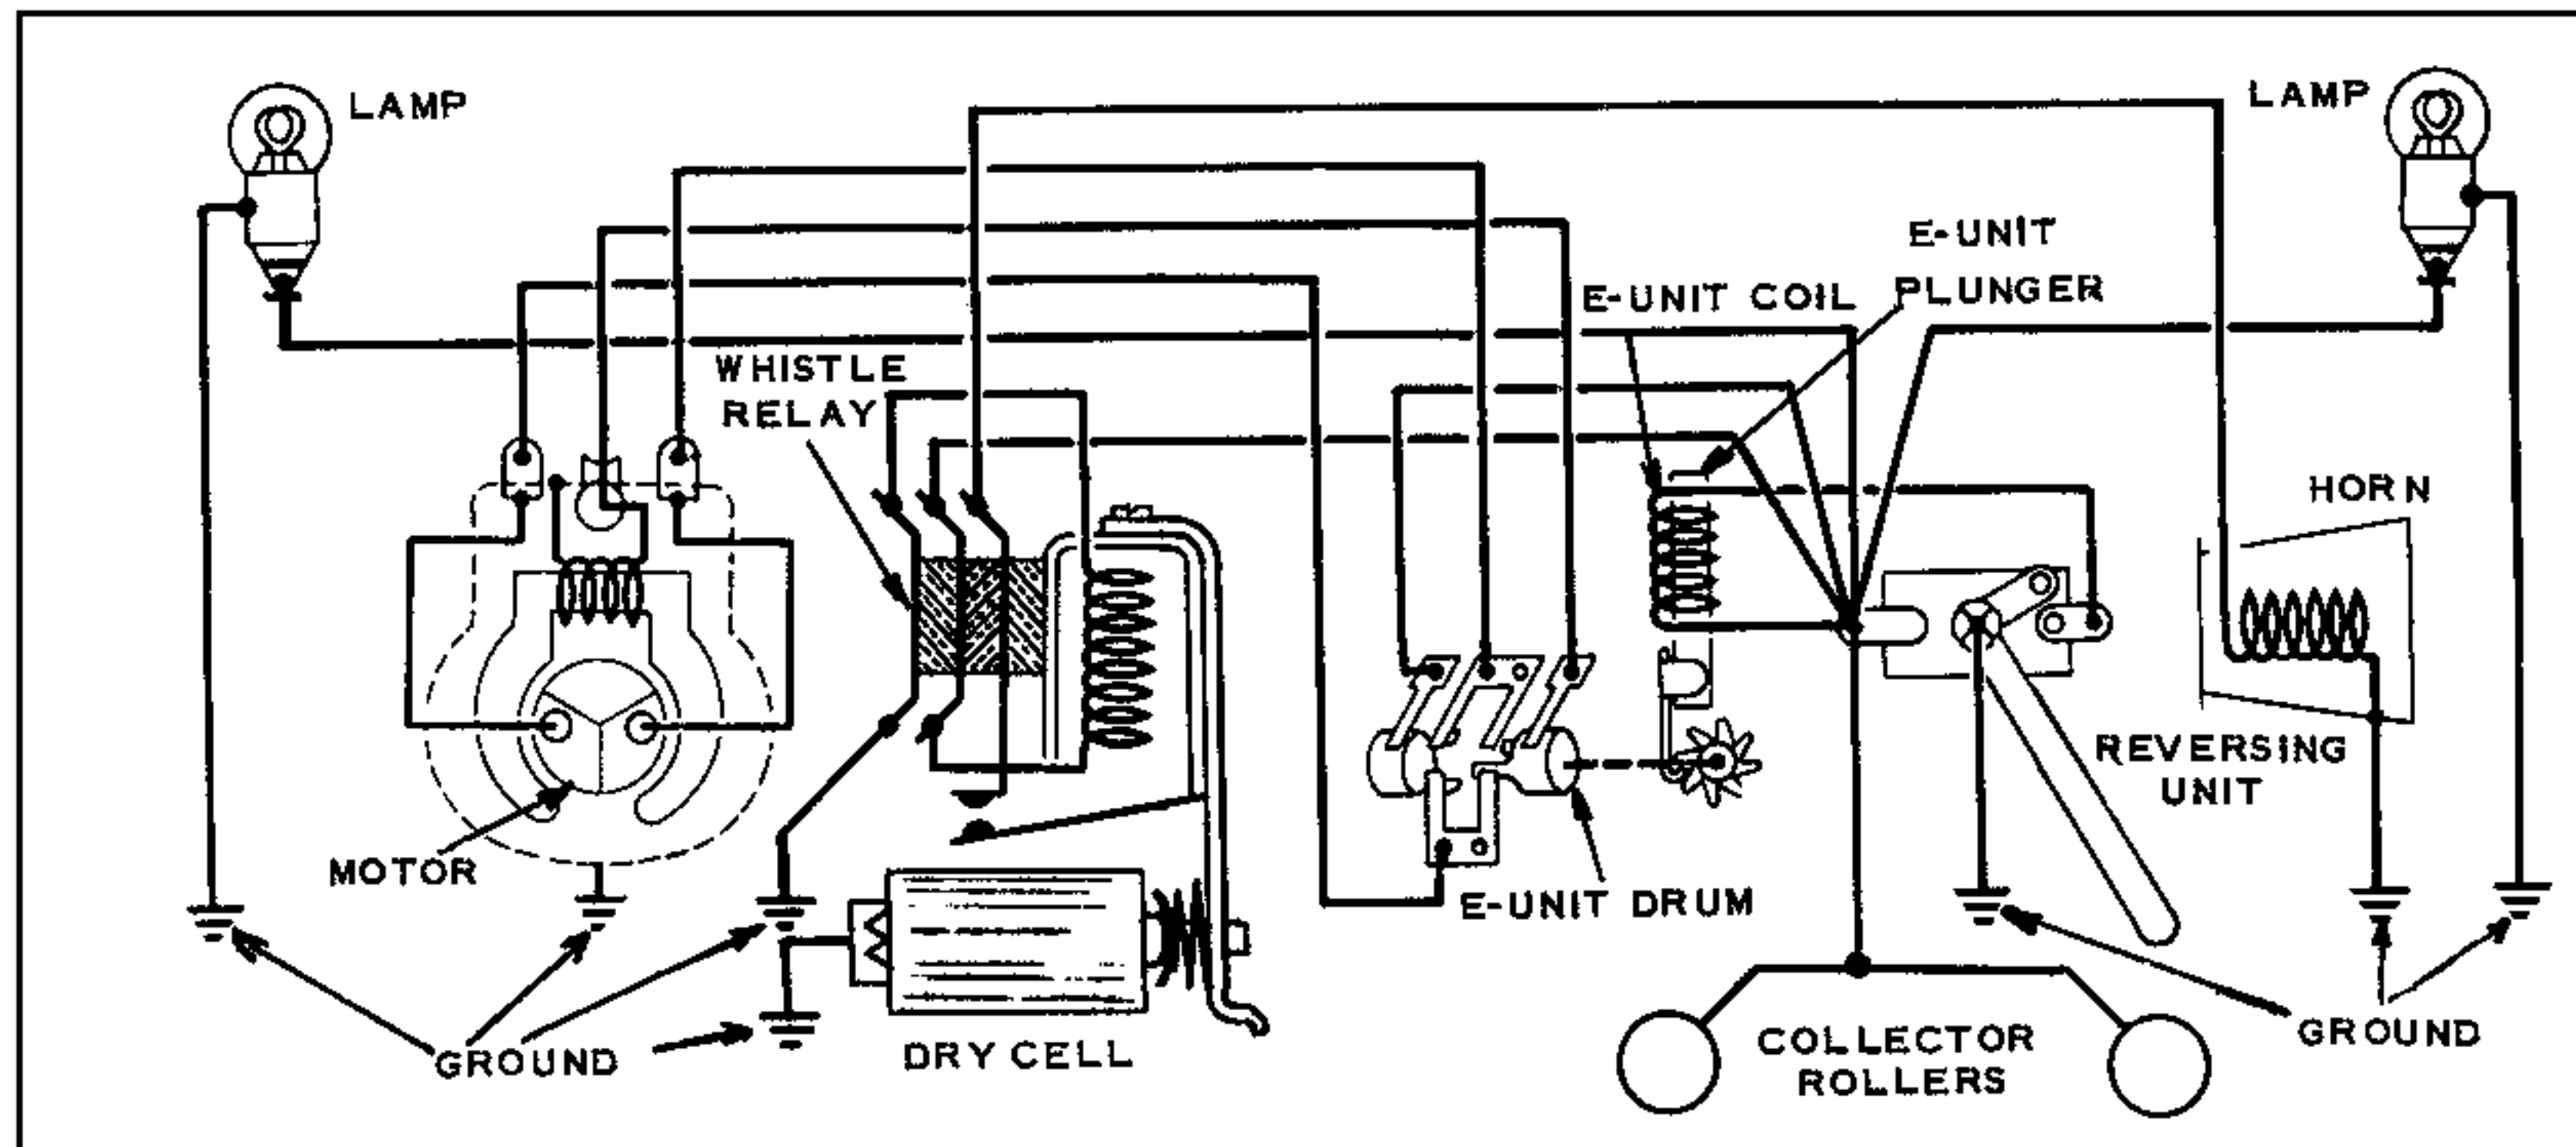 LAMP
LAMP
E-UNIT
PLUNGER
E-UNIT COIL
WHISTLE
RELAY
HORN
REVERSING
UNIT
MOTOR
E-UNIT DRUM
GROUND
DRY CELL
COLLECTOR
ROLLERS
GROUND